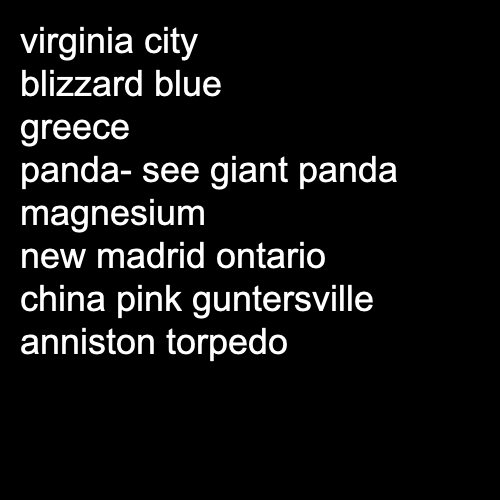 virginia city
blizzard blue
greece
panda- see giant panda
magnesium
new madrid ontario
china pink guntersville
anniston torpedo